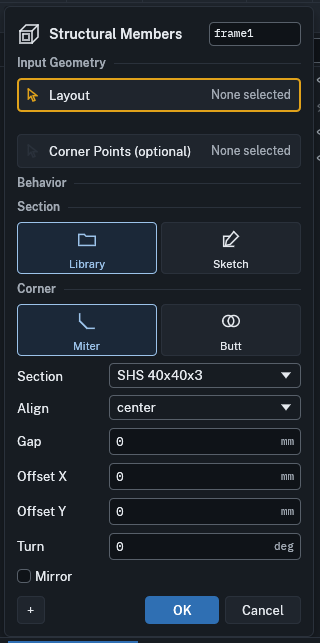 Structural Members frame1
Input Geometry
Layout None selected
Corner Points (optional) None selected
Behavior
Section
Library Sketch
Corner
Miter Butt
Section SHS 40x40x3
Align center
Gap 0 mm
Offset X 0 mm
Offset Y 0 mm
Turn 0 deg
Mirror
+ OK Cancel